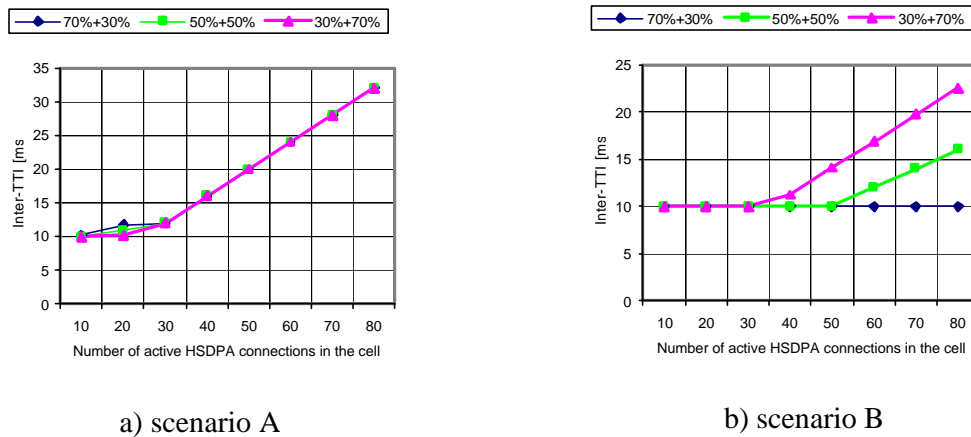 70%+30% 50%+50% 30%+70%
35
30
25
20
15
10
5
0
Inter-TTI [ms
10 20 30 40 50 60 70 80
Number of active HSDPA connections in the cell
a) scenario A
70%+30% 50%+50% 30%+70%
25
20
15
10
5
0
Inter-TTI [ms
10 20 30 40 50 60 70 80
Number of active HSDPA connections in the cell
b) scenario B